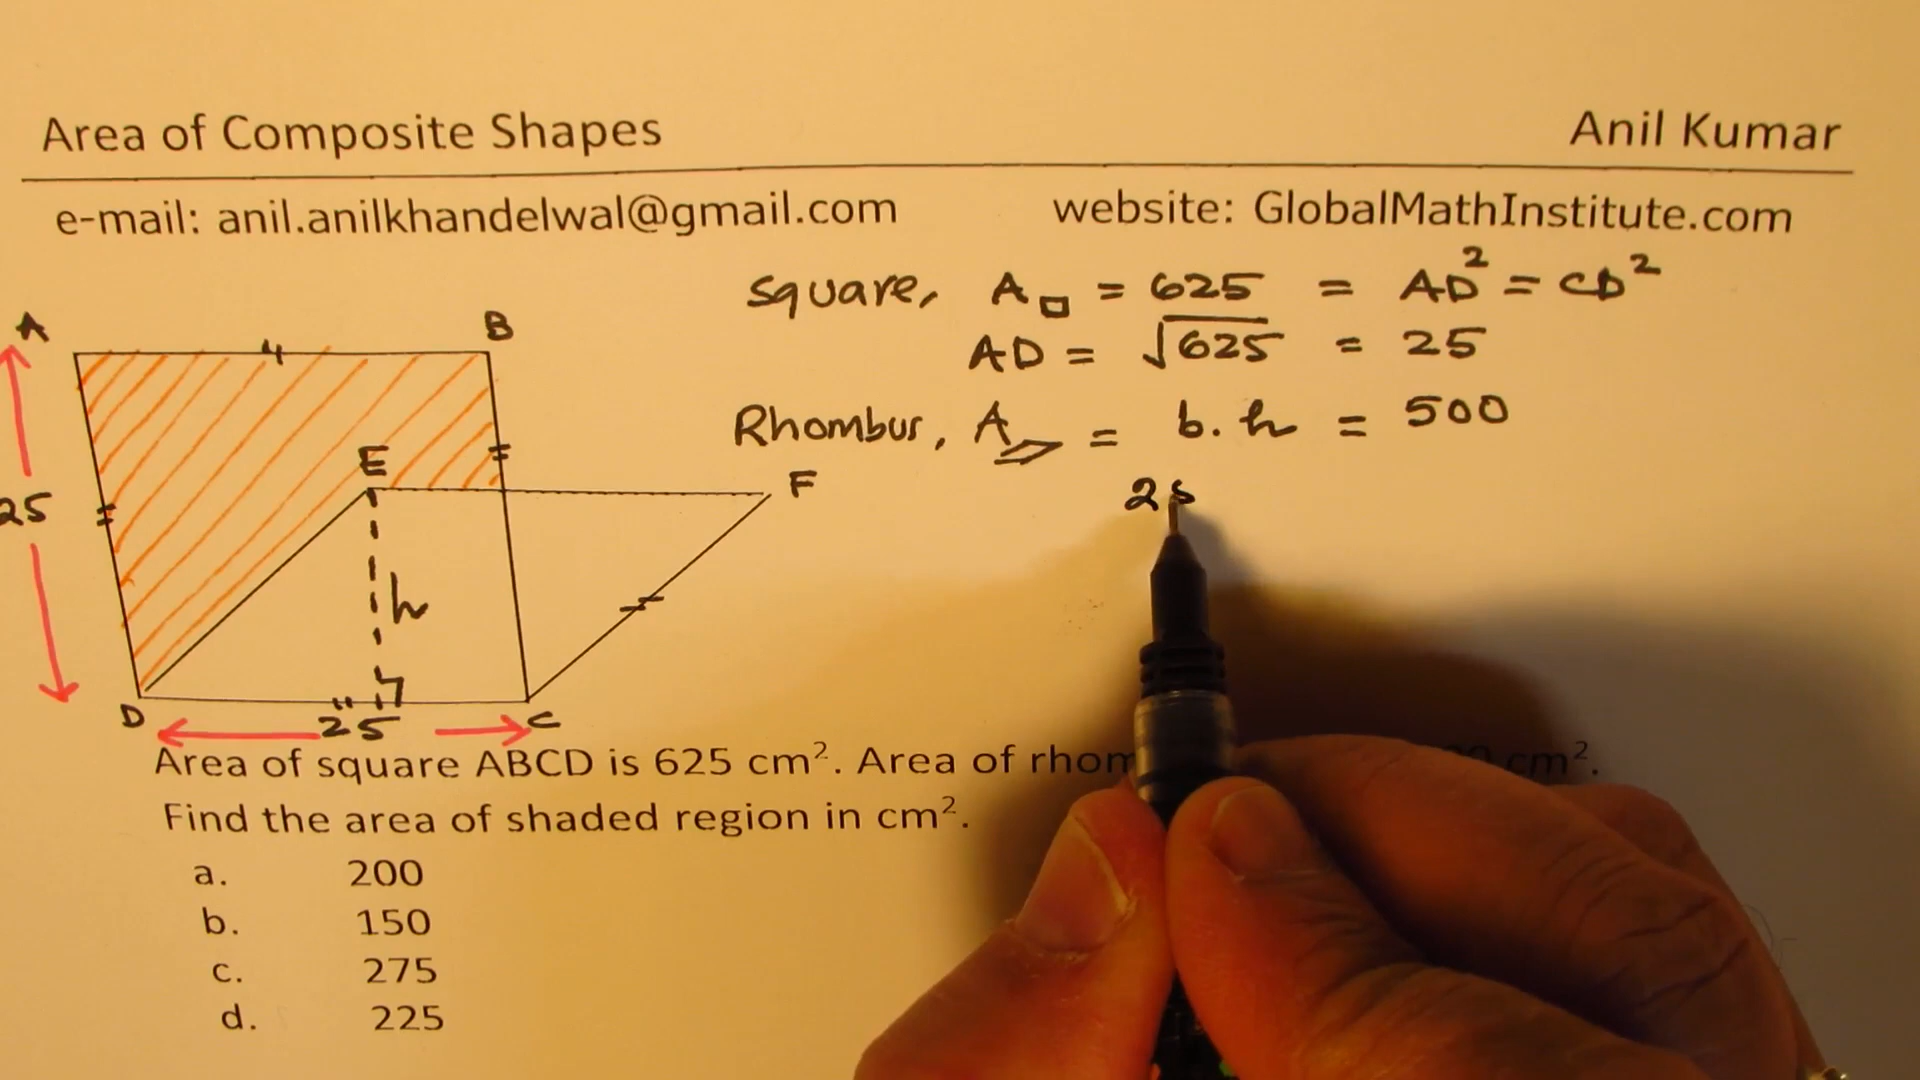 Area of Composite Shapes Anil Kumar
e-mail: anil.anilkhandelwal@gmail.com website: GlobalMathInstitute.com
square, A□ = 625 = AD² = CD²
AD = √625 = 25
Rhombus, A▱ = b.h = 500
25
A
B
E
F
25
h
D
25
C
Area of square ABCD is 625 cm². Area of rhom cm².
Find the area of shaded region in cm².
a. 200
b. 150
c. 275
d. 225